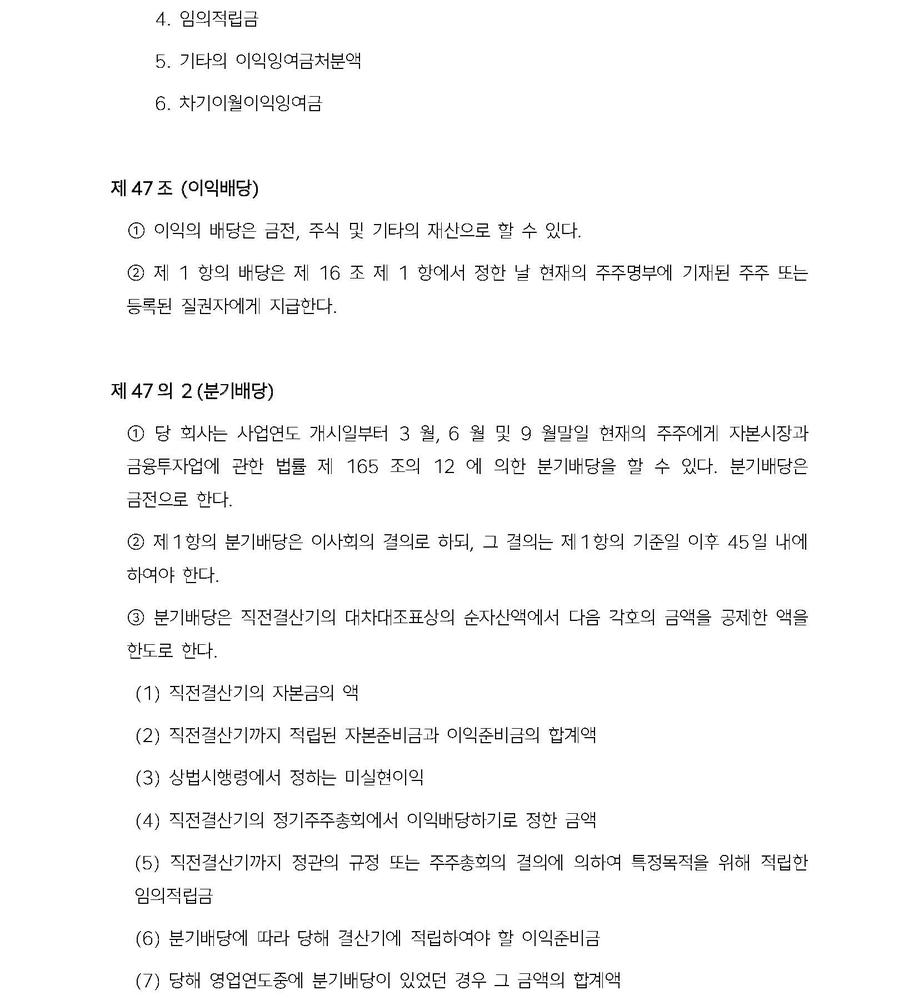 4. 임의적립금
5. 기타의 이익잉여금처분액
6. 차기이월이익잉여금
제 47 조 (이익배당)
① 이익의 배당은 금전, 주식 및 기타의 재산으로 할 수 있다.
② 제 1 항의 배당은 제 16 조 제 1 항에서 정한 날 현재의 주주명부에 기재된 주주 또는
등록된 질권자에게 지급한다.
제 47 의 2 (분기배당)
① 당 회사는 사업연도 개시일부터 3 월, 6 월 및 9 월말일 현재의 주주에게 자본시장과
금융투자업에 관한 법률 제 165 조의 12 에 의한 분기배당을 할 수 있다. 분기배당은
금전으로 한다.
② 제1항의 분기배당은 이사회의 결의로 하되, 그 결의는 제1항의 기준일 이후 45일 내에
하여야 한다.
③ 분기배당은 직전결산기의 대차대조표상의 순자산액에서 다음 각호의 금액을 공제한 액을
한도로 한다.
(1) 직전결산기의 자본금의 액
(2) 직전결산기까지 적립된 자본준비금과 이익준비금의 합계액
(3) 상법시행령에서 정하는 미실현이익
(4) 직전결산기의 정기주주총회에서 이익배당하기로 정한 금액
(5) 직전결산기까지 정관의 규정 또는 주주총회의 결의에 의하여 특정목적을 위해 적립한
임의적립금
(6) 분기배당에 따라 당해 결산기에 적립하여야 할 이익준비금
(7) 당해 영업연도중에 분기배당이 있었던 경우 그 금액의 합계액